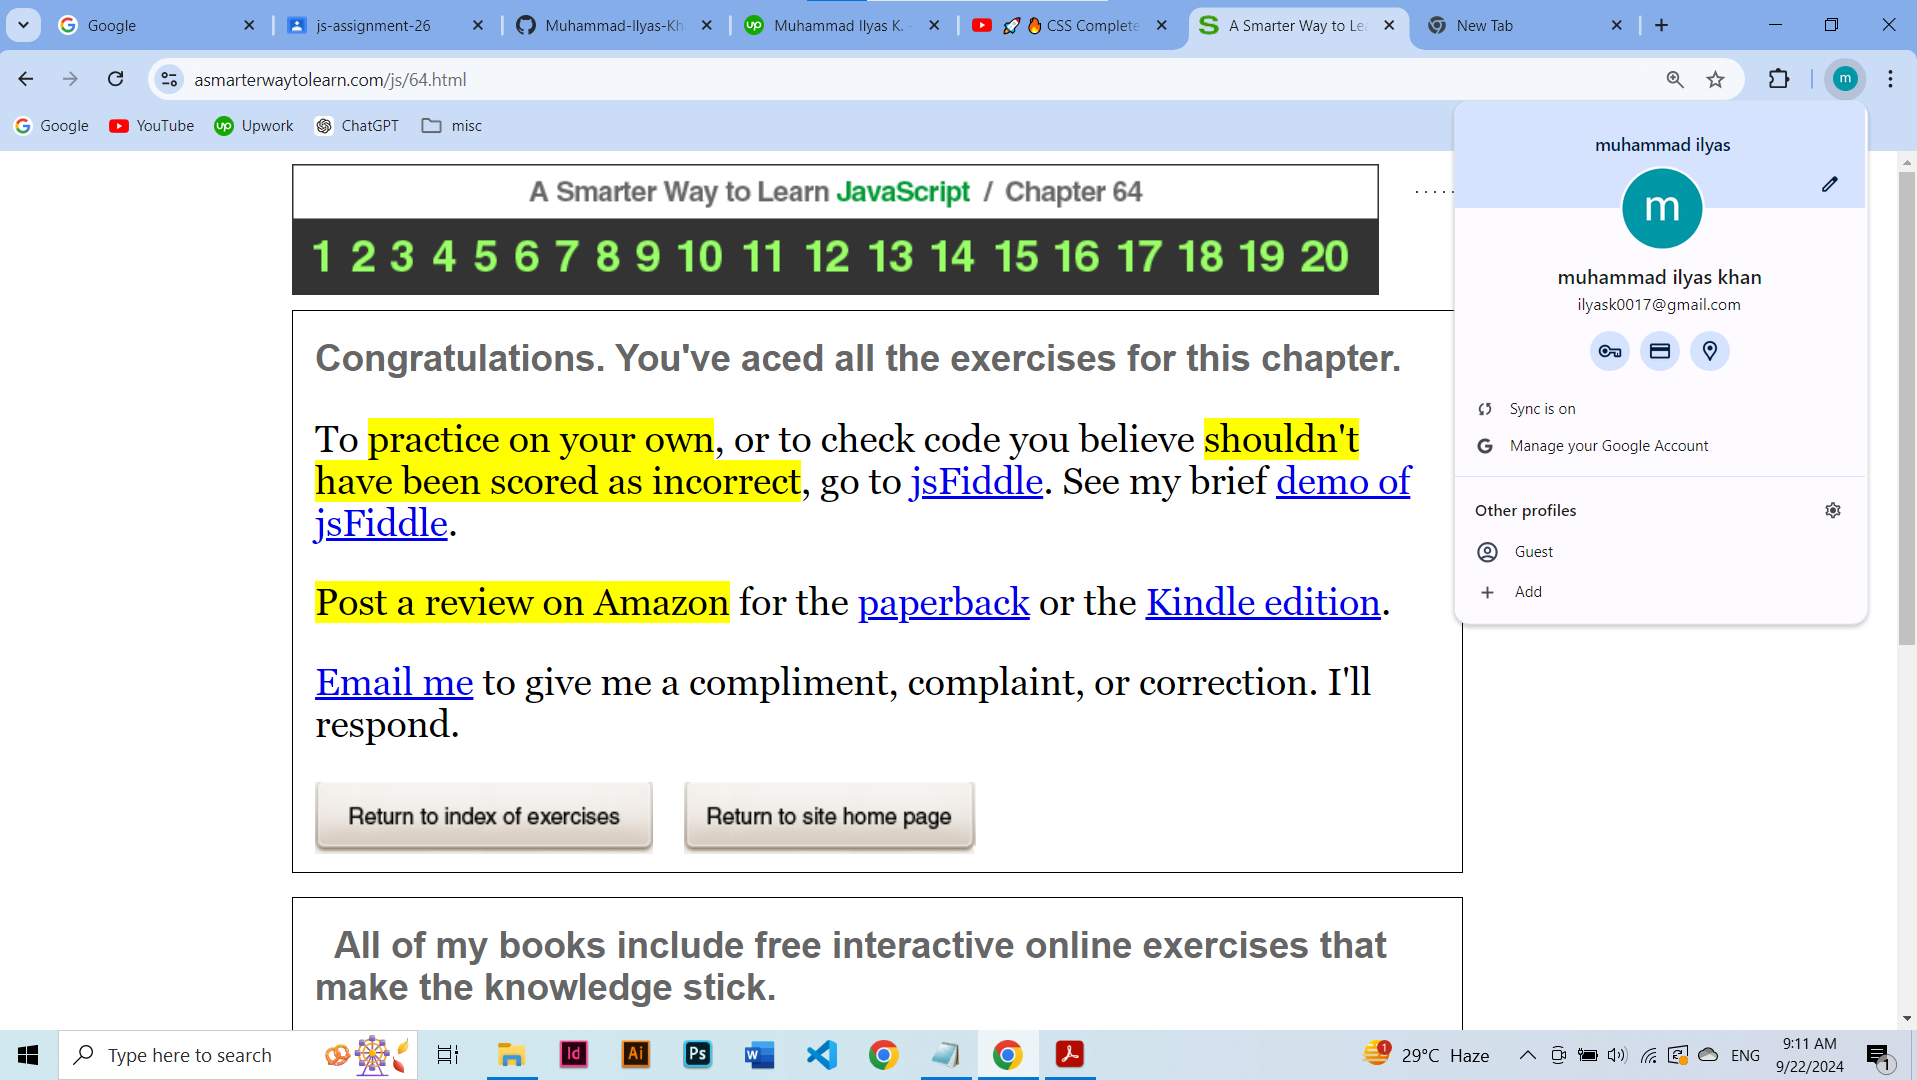 Google
js-assignment-26
Muhammad-Ilyas-Kh
Muhammad Ilyas K. -
🚀🔥 CSS Complete
A Smarter Way to Lea
New Tab
asmarterwaytolearn.com/js/64.html
m
Google
YouTube
Upwork
ChatGPT
misc
muhammad ilyas
m
muhammad ilyas khan
ilyask0017@gmail.com
Sync is on
Manage your Google Account
Other profiles
Guest
Add
A Smarter Way to Learn JavaScript / Chapter 64
1 2 3 4 5 6 7 8 9 10 11 12 13 14 15 16 17 18 19 20
Congratulations. You've aced all the exercises for this chapter.
To practice on your own, or to check code you believe shouldn't
have been scored as incorrect, go to jsFiddle. See my brief demo of
jsFiddle.
Post a review on Amazon for the paperback or the Kindle edition.
Email me to give me a compliment, complaint, or correction. I'll
respond.
Return to index of exercises
Return to site home page
All of my books include free interactive online exercises that
make the knowledge stick.
Type here to search
Id
Ai
Ps
W
1
29°C Haze
ENG
9:11 AM
9/22/2024
1